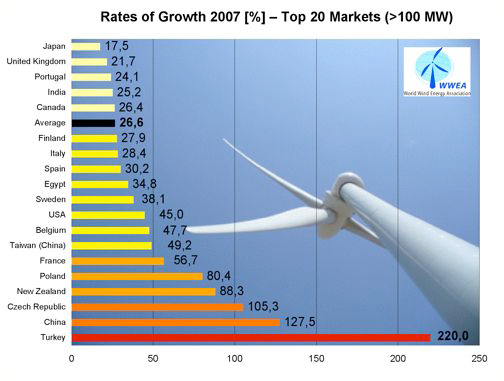 Rates of Growth 2007 [%] – Top 20 Markets (>100 MW)
WWEA
World Wind Energy Association
Japan 17,5
United Kingdom 21,7
Portugal 24,1
India 25,2
Canada 26,4
Average 26,6
Finland 27,9
Italy 28,4
Spain 30,2
Egypt 34,8
Sweden 38,1
USA 45,0
Belgium 47,7
Taiwan (China) 49,2
France 56,7
Poland 80,4
New Zealand 88,3
Czech Republic 105,3
China 127,5
Turkey 220,0
0 50 100 150 200 250